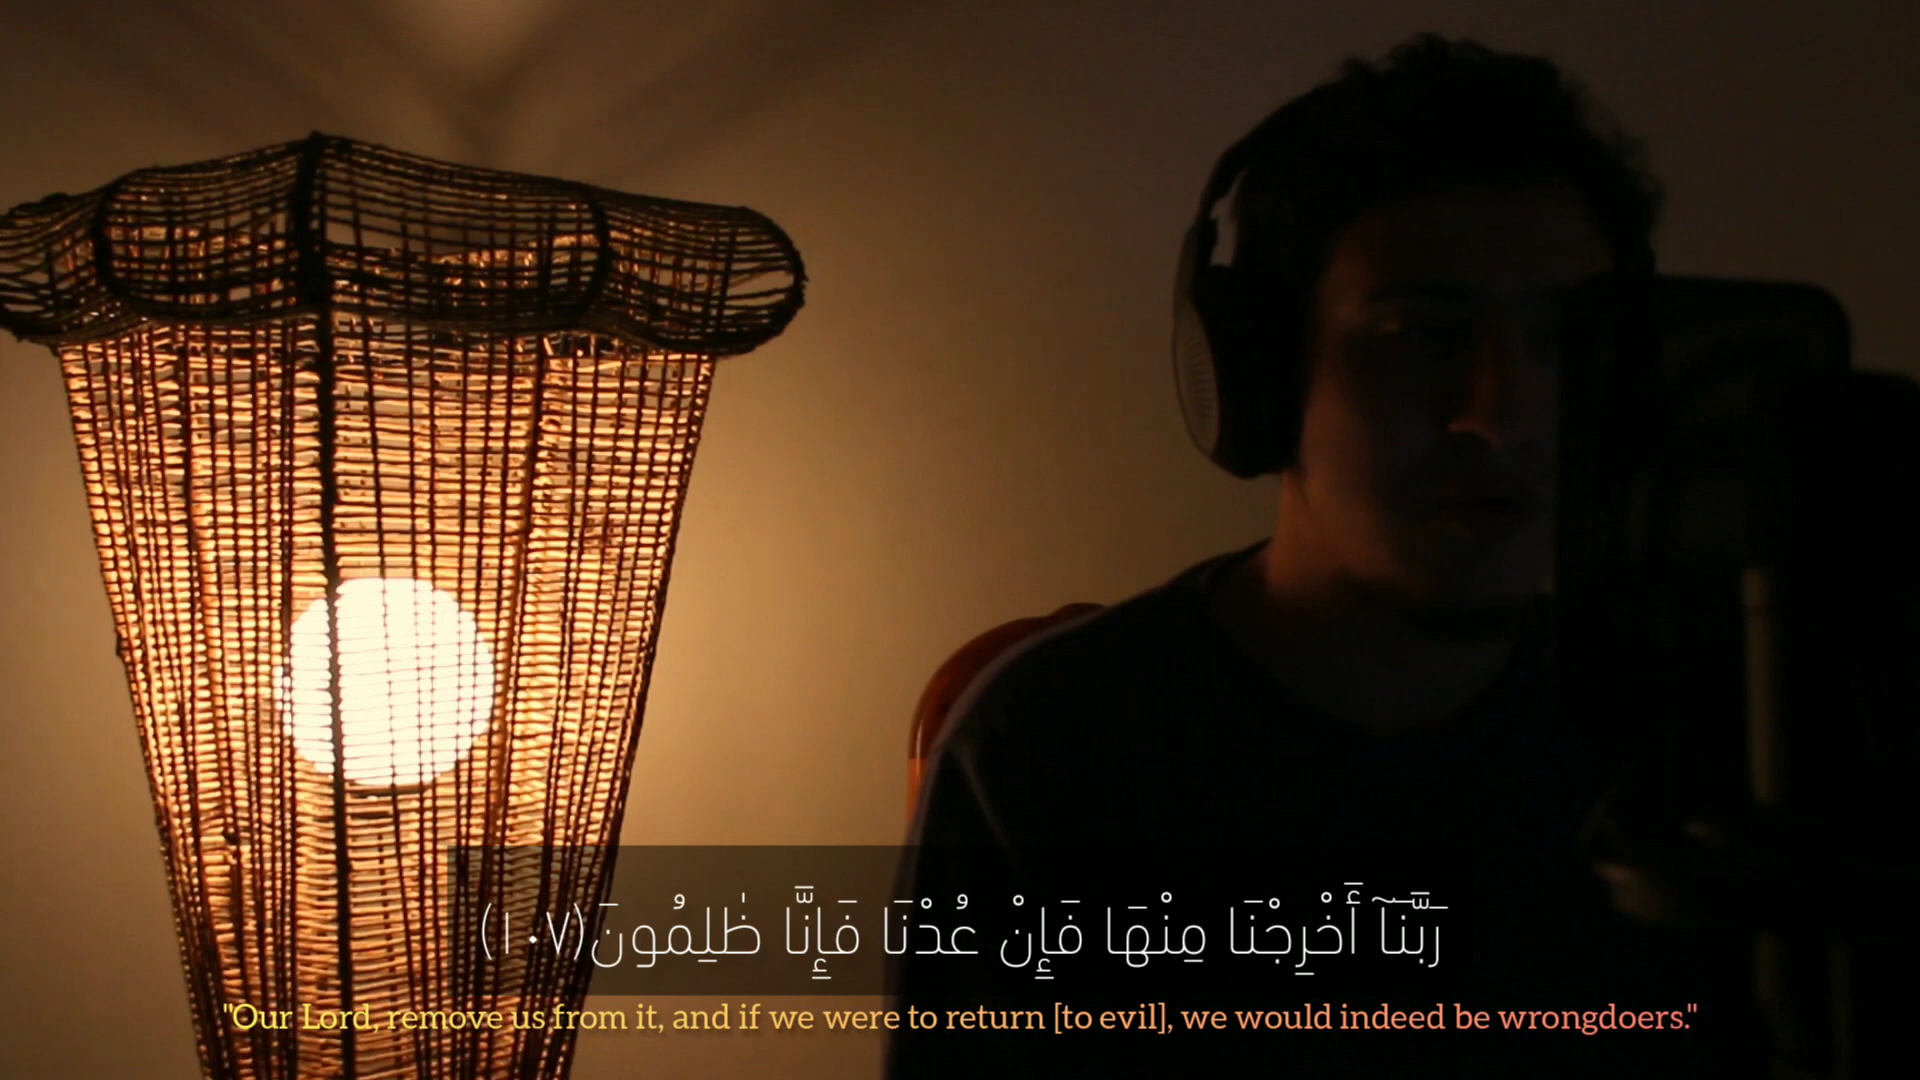 رَبَّنَآ أَخْرِجْنَا مِنْهَا فَإِنْ عُدْنَا فَإِنَّا ظَٰلِمُونَ(١٠٧)
"Our Lord, remove us from it, and if we were to return [to evil], we would indeed be wrongdoers."